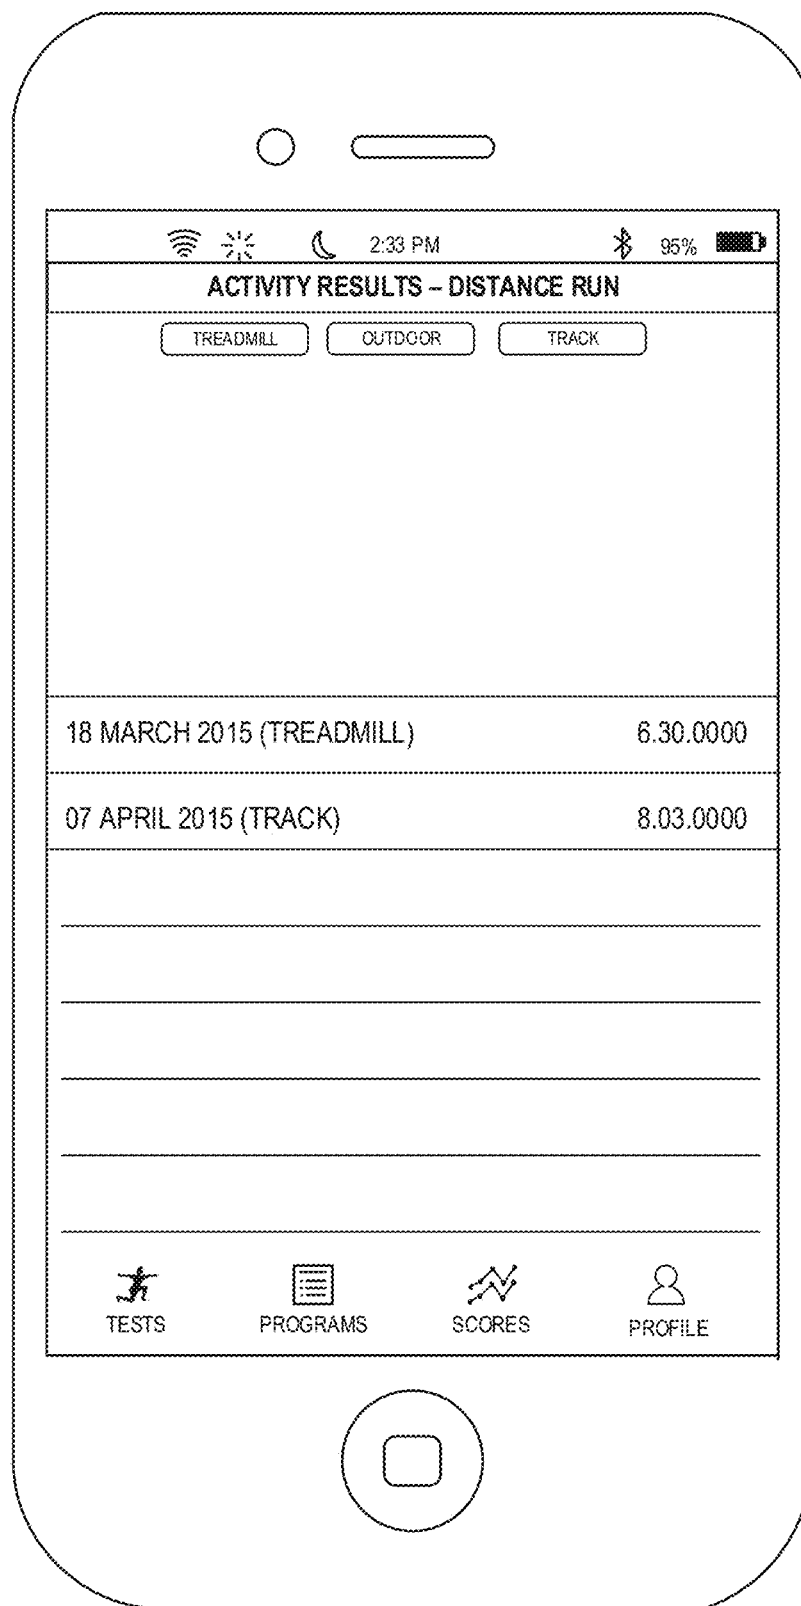 2:33 PM 95%
ACTIVITY RESULTS – DISTANCE RUN
TREADMILL OUTDOOR TRACK
18 MARCH 2015 (TREADMILL) 6.30.0000
07 APRIL 2015 (TRACK) 8.03.0000
TESTS PROGRAMS SCORES PROFILE